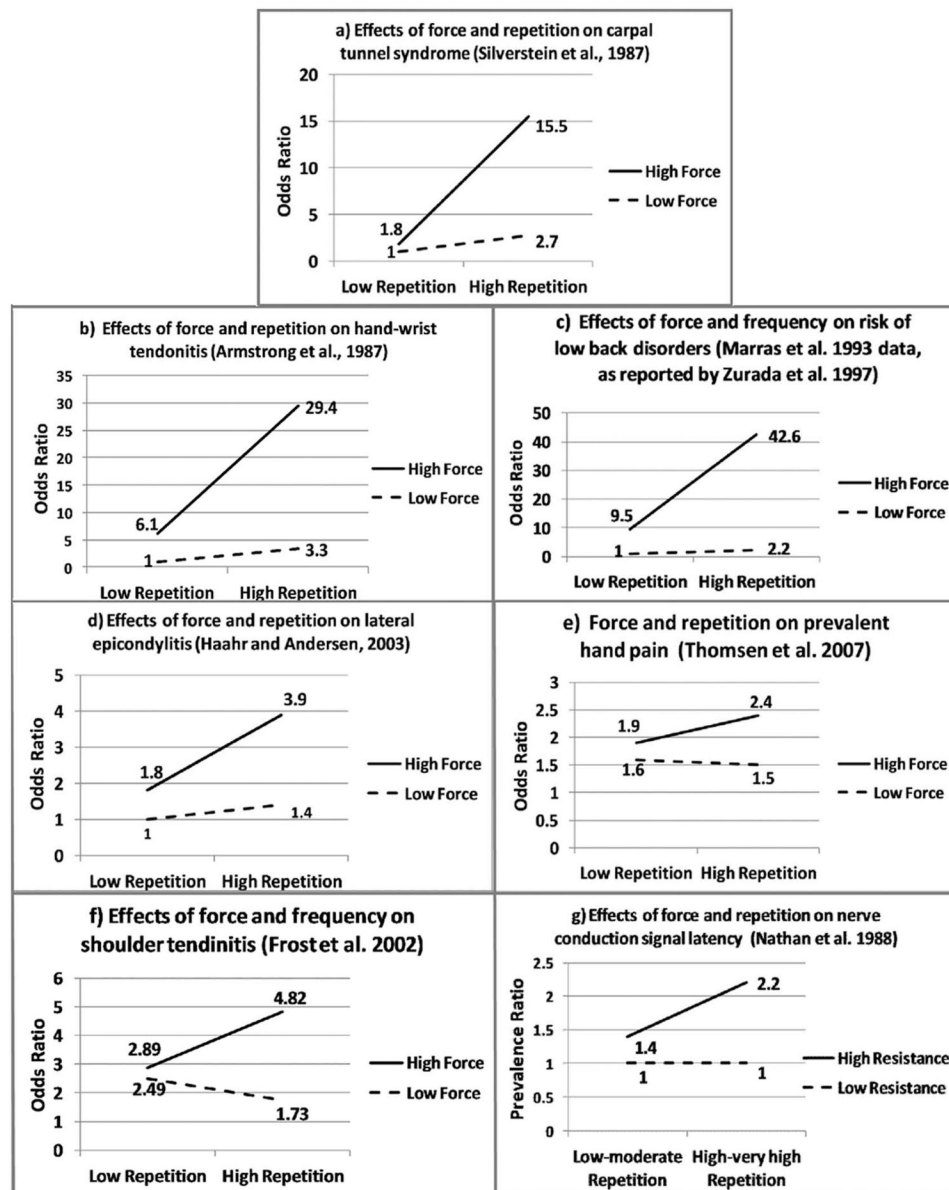 a) Effects of force and repetition on carpal
tunnel syndrome (Silverstein et al., 1987)
20
15
10
5
0
Odds Ratio
1.8
1
15.5
2.7
High Force
Low Force
Low Repetition High Repetition
b) Effects of force and repetition on hand-wrist
tendonitis (Armstrong et al., 1987)
35
30
25
20
15
10
5
0
Odds Ratio
6.1
1
29.4
3.3
High Force
Low Force
Low Repetition High Repetition
c) Effects of force and frequency on risk of
low back disorders (Marras et al. 1993 data,
as reported by Zurada et al. 1997)
50
40
30
20
10
0
Odds Ratio
9.5
1
42.6
2.2
High Force
Low Force
Low Repetition High Repetition
d) Effects of force and repetition on lateral
epicondylitis (Haahr and Andersen, 2003)
5
4
3
2
1
0
Odds Ratio
1.8
1
3.9
1.4
High Force
Low Force
Low Repetition High Repetition
e) Force and repetition on prevalent
hand pain (Thomsen et al. 2007)
3
2.5
2
1.5
1
0.5
0
Odds Ratio
1.9
1.6
2.4
1.5
High Force
Low Force
Low Repetition High Repetition
f) Effects of force and frequency on
shoulder tendinitis (Frost et al. 2002)
6
5
4
3
2
1
0
Odds Ratio
2.89
2.49
4.82
1.73
High Force
Low Force
Low Repetition High Repetition
g) Effects of force and repetition on nerve
conduction signal latency (Nathan et al. 1988)
2.5
2
1.5
1
0.5
0
Prevalence Ratio
1.4
1
2.2
1
High Resistance
Low Resistance
Low-moderate High-very high
Repetition Repetition